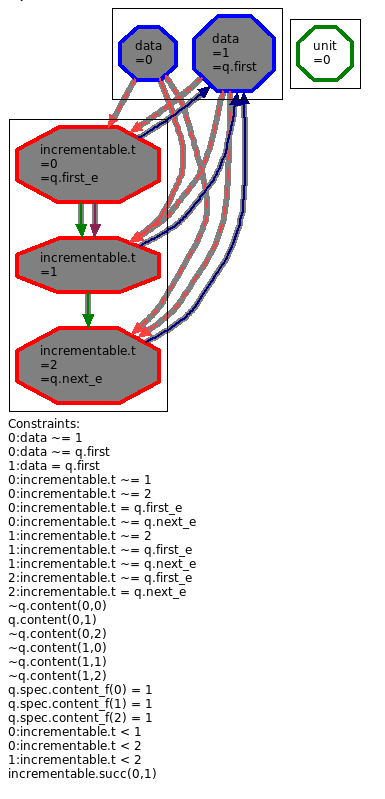 data
=0
data
=1
=q.first
unit
=0
incrementable.t
=0
=q.first_e
incrementable.t
=1
incrementable.t
=2
=q.next_e
Constraints:
0:data ~= 1
0:data ~= q.first
1:data = q.first
0:incrementable.t ~= 1
0:incrementable.t ~= 2
0:incrementable.t = q.first_e
0:incrementable.t ~= q.next_e
1:incrementable.t ~= 2
1:incrementable.t ~= q.first_e
1:incrementable.t ~= q.next_e
2:incrementable.t ~= q.first_e
2:incrementable.t = q.next_e
~q.content(0,0)
q.content(0,1)
~q.content(0,2)
~q.content(1,0)
~q.content(1,1)
~q.content(1,2)
q.spec.content_f(0) = 1
q.spec.content_f(1) = 1
q.spec.content_f(2) = 1
0:incrementable.t < 1
0:incrementable.t < 2
1:incrementable.t < 2
incrementable.succ(0,1)